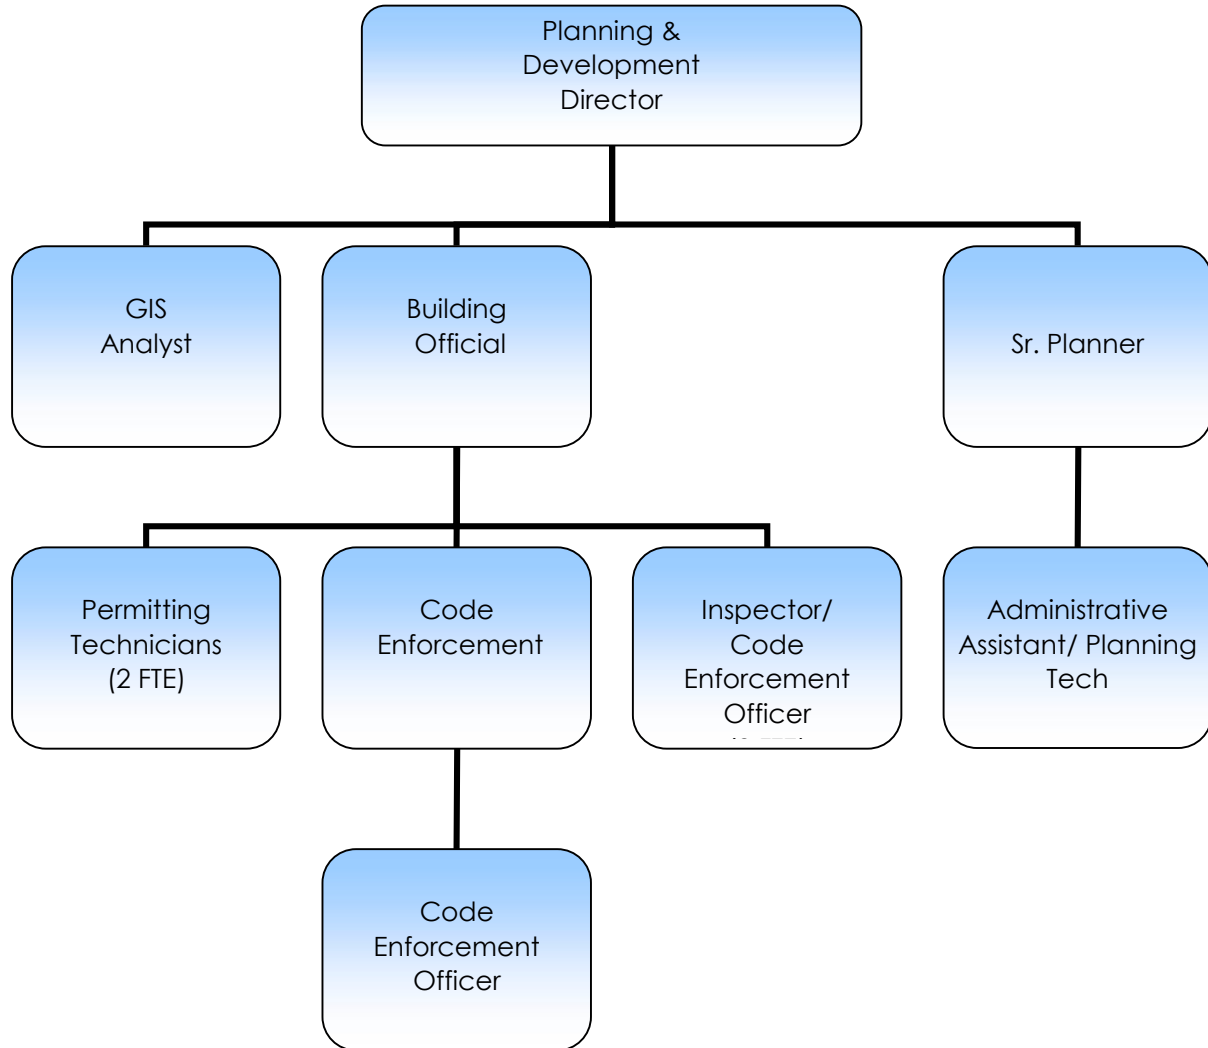 Planning &
Development
Director
GIS
Analyst
Building
Official
Sr. Planner
Permitting
Technicians
(2 FTE)
Code
Enforcement
Inspector/
Code
Enforcement
Officer
Administrative
Assistant/ Planning
Tech
Code
Enforcement
Officer